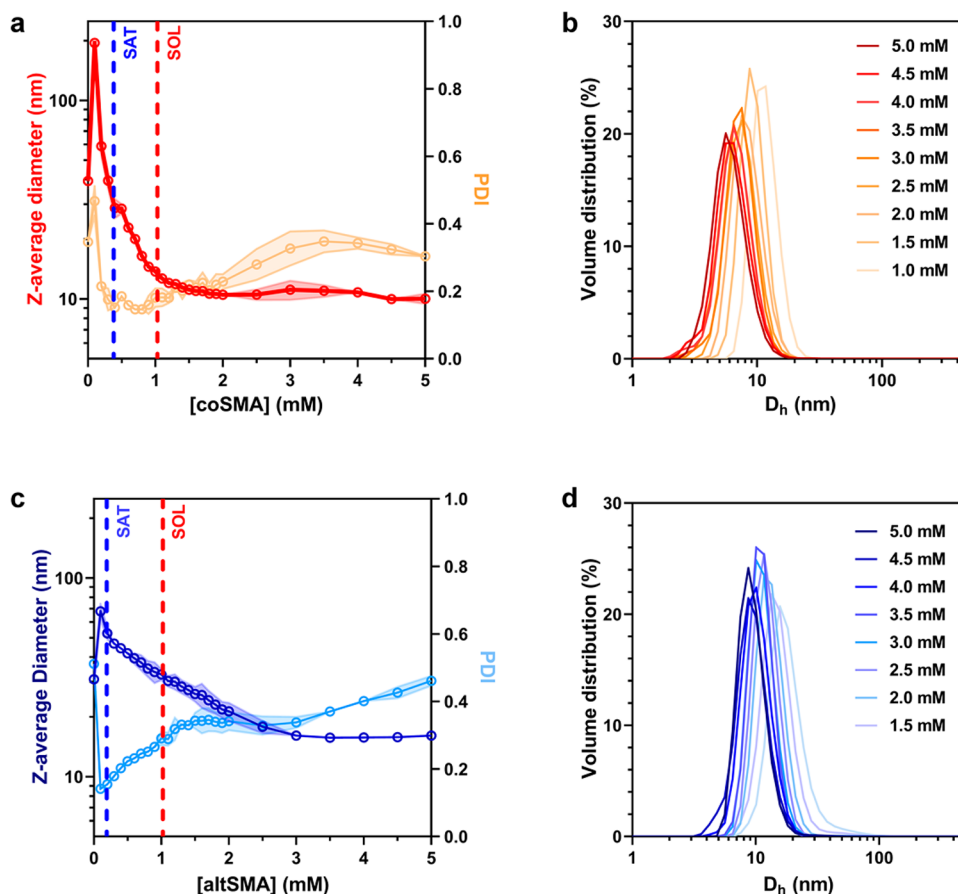 a
Z-average diameter (nm)
100
10
SAT
SOL
1.0
0.8
0.6
0.4
0.2
0.0
PDI
0 1 2 3 4 5
[coSMA] (mM)
b
Volume distribution (%)
30
20
10
0
5.0 mM
4.5 mM
4.0 mM
3.5 mM
3.0 mM
2.5 mM
2.0 mM
1.5 mM
1.0 mM
1 10 100
Dh (nm)
c
Z-average Diameter (nm)
100
10
SAT
SOL
1.0
0.8
0.6
0.4
0.2
0.0
PDI
0 1 2 3 4 5
[altSMA] (mM)
d
Volume distribution (%)
30
20
10
0
5.0 mM
4.5 mM
4.0 mM
3.5 mM
3.0 mM
2.5 mM
2.0 mM
1.5 mM
1 10 100
Dh (nm)